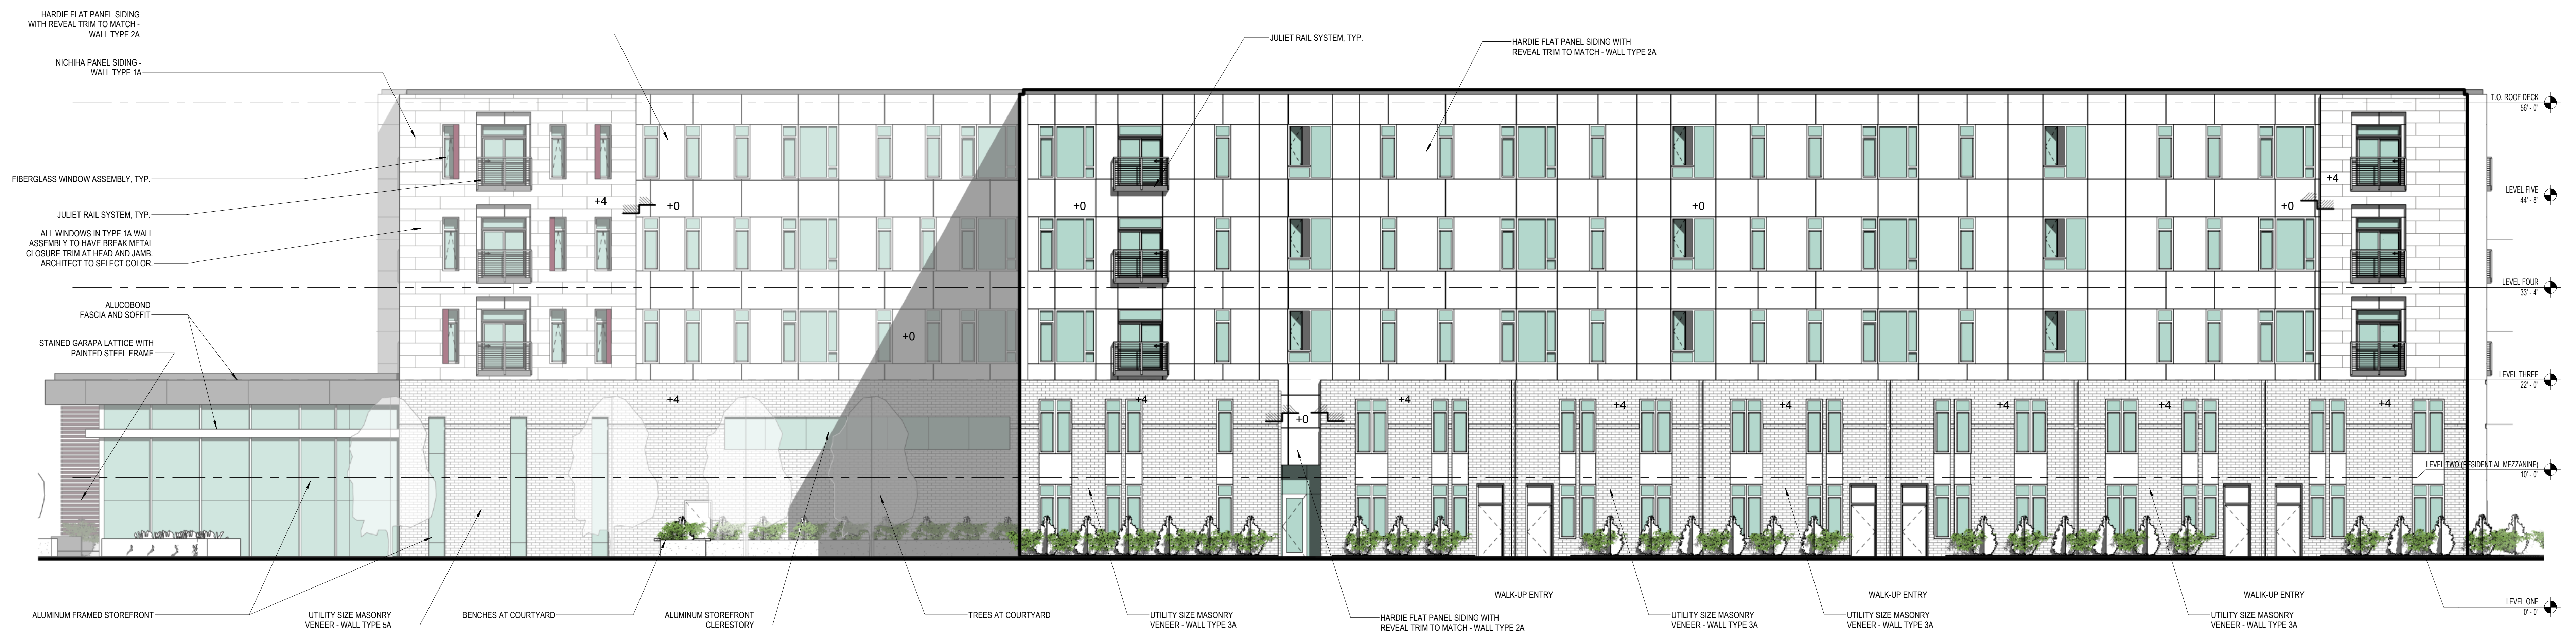 HARDIE FLAT PANEL SIDING
WITH REVEAL TRIM TO MATCH -
WALL TYPE 2A
NICHIHA PANEL SIDING -
WALL TYPE 1A
FIBERGLASS WINDOW ASSEMBLY, TYP.
JULIET RAIL SYSTEM, TYP.
ALL WINDOWS IN TYPE 1A WALL
ASSEMBLY TO HAVE BREAK METAL
CLOSURE TRIM AT HEAD AND JAMB.
ARCHITECT TO SELECT COLOR.
ALUCOBOND
FASCIA AND SOFFIT
STAINED GARAPA LATTICE WITH
PAINTED STEEL FRAME
JULIET RAIL SYSTEM, TYP.
HARDIE FLAT PANEL SIDING WITH
REVEAL TRIM TO MATCH - WALL TYPE 2A
T.O. ROOF DECK
56' - 0"
LEVEL FIVE
44' - 8"
LEVEL FOUR
33' - 4"
LEVEL THREE
22' - 0"
LEVEL TWO (RESIDENTIAL MEZZANINE)
10' - 0"
LEVEL ONE
0' - 0"
+4
+0
+0
+0
+0
+4
+0
+4
+4
+0
+4
+4
+4
+4
+4
+4
ALUMINUM FRAMED STOREFRONT
UTILITY SIZE MASONRY
VENEER - WALL TYPE 5A
BENCHES AT COURTYARD
ALUMINUM STOREFRONT
CLERESTORY
TREES AT COURTYARD
UTILITY SIZE MASONRY
VENEER - WALL TYPE 3A
HARDIE FLAT PANEL SIDING WITH
REVEAL TRIM TO MATCH - WALL TYPE 2A
WALK-UP ENTRY
UTILITY SIZE MASONRY
VENEER - WALL TYPE 3A
WALK-UP ENTRY
UTILITY SIZE MASONRY
VENEER - WALL TYPE 3A
WALIK-UP ENTRY
UTILITY SIZE MASONRY
VENEER - WALL TYPE 3A